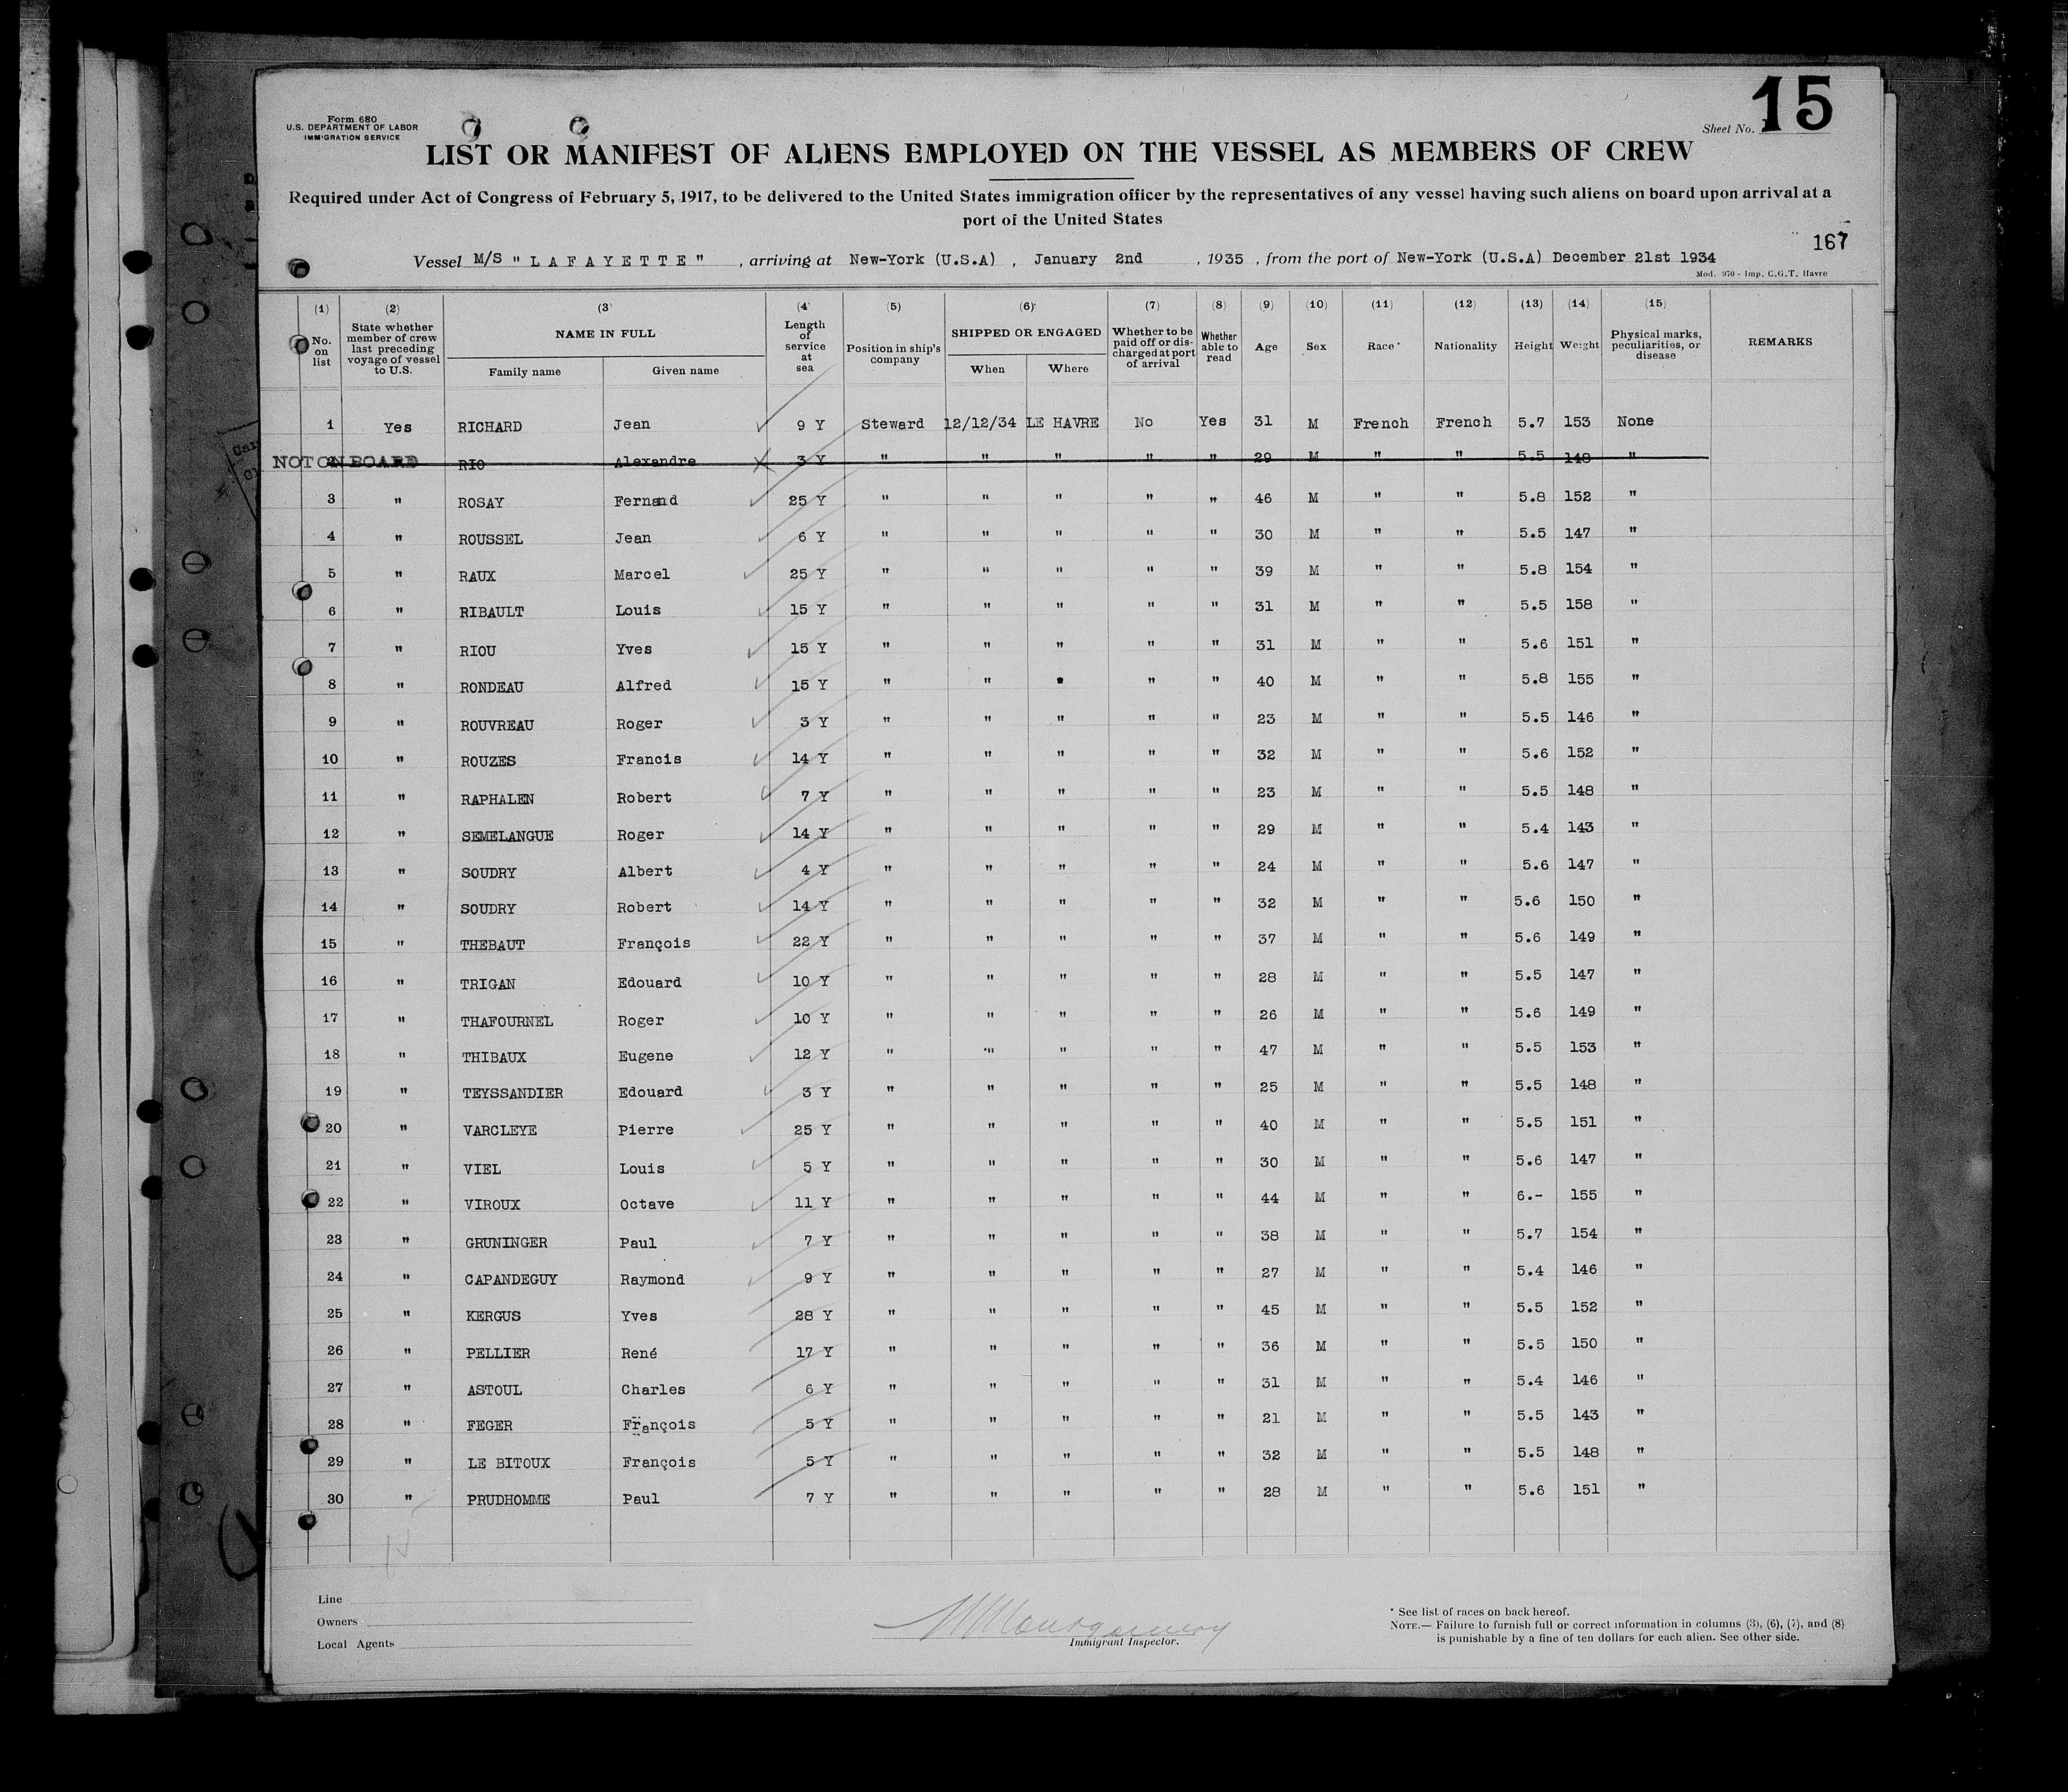 Form 680
U.S. DEPARTMENT OF LABOR
IMMIGRATION SERVICE
Sheet No. 15
LIST OR MANIFEST OF ALIENS EMPLOYED ON THE VESSEL AS MEMBERS OF CREW
Required under Act of Congress of February 5, 1917, to be delivered to the United States immigration officer by the representatives of any vessel having such aliens on board upon arrival at a
port of the United States
167
Vessel M/S "LAFAYETTE" , arriving at New-York (U.S.A) , January 2nd , 1935 , from the port of New-York (U.S.A) December 21st 1934
Mod. 970 - Imp. C.G.T. Havre
(1) (2) (3) (4) (5) (6) (7) (8) (9) (10) (11) (12) (13) (14) (15)
No. on list State whether member of crew last preceding voyage of vessel to U.S. NAME IN FULL Family name Given name Length of service at sea Position in ship's company SHIPPED OR ENGAGED When Where Whether to be paid off or discharged at port of arrival Whether able to read Age Sex Race* Nationality Height Weight Physical marks, peculiarities, or disease REMARKS
1 Yes RICHARD Jean 9 Y Steward 12/12/34 LE HAVRE No Yes 31 M French French 5.7 153 None
NOT ON BOARD 2 RIO Alexandre 3 Y " " " " " 29 M " " 5.5 148 "
3 " ROSAY Fernand 25 Y " " " " " 46 M " " 5.8 152 "
4 " ROUSSEL Jean 6 Y " " " " " 30 M " " 5.5 147 "
5 " RAUX Marcel 25 Y " " " " " 39 M " " 5.8 154 "
6 " RIBAULT Louis 15 Y " " " " " 31 M " " 5.5 158 "
7 " RIOU Yves 15 Y " " " " " 31 M " " 5.6 151 "
8 " RONDEAU Alfred 15 Y " " " " " 40 M " " 5.8 155 "
9 " ROUVREAU Roger 3 Y " " " " " 23 M " " 5.5 146 "
10 " ROUZES Francis 14 Y " " " " " 32 M " " 5.6 152 "
11 " RAPHALEN Robert 7 Y " " " " " 23 M " " 5.5 148 "
12 " SEMELANGUE Roger 14 Y " " " " " 29 M " " 5.4 143 "
13 " SOUDRY Albert 4 Y " " " " " 24 M " " 5.6 147 "
14 " SOUDRY Robert 14 Y " " " " " 32 M " " 5.6 150 "
15 " THEBAUT François 22 Y " " " " " 37 M " " 5.6 149 "
16 " TRIGAN Edouard 10 Y " " " " " 28 M " " 5.5 147 "
17 " THAFOURNEL Roger 10 Y " " " " " 26 M " " 5.6 149 "
18 " THIBAUX Eugene 12 Y " " " " " 47 M " " 5.5 153 "
19 " TEYSSANDIER Edouard 3 Y " " " " " 25 M " " 5.5 148 "
20 " VARCLEYE Pierre 25 Y " " " " " 40 M " " 5.5 151 "
21 " VIEL Louis 5 Y " " " " " 30 M " " 5.6 147 "
22 " VIROUX Octave 11 Y " " " " " 44 M " " 6.- 155 "
23 " GRUNINGER Paul 7 Y " " " " " 38 M " " 5.7 154 "
24 " CAPANDEGUY Raymond 9 Y " " " " " 27 M " " 5.4 146 "
25 " KERGUS Yves 28 Y " " " " " 45 M " " 5.5 152 "
26 " PELLIER René 17 Y " " " " " 36 M " " 5.5 150 "
27 " ASTOUL Charles 6 Y " " " " " 31 M " " 5.4 146 "
28 " FEGER François 5 Y " " " " " 21 M " " 5.5 143 "
29 " LE BITOUX François 5 Y " " " " " 32 M " " 5.5 148 "
30 " PRUDHOMME Paul 7 Y " " " " " 28 M " " 5.6 151 "
Line
Owners
Local Agents
Montgomery
Immigrant Inspector.
* See list of races on back hereof.
NOTE.— Failure to furnish full or correct information in columns (3), (6), (7), and (8)
is punishable by a fine of ten dollars for each alien. See other side.